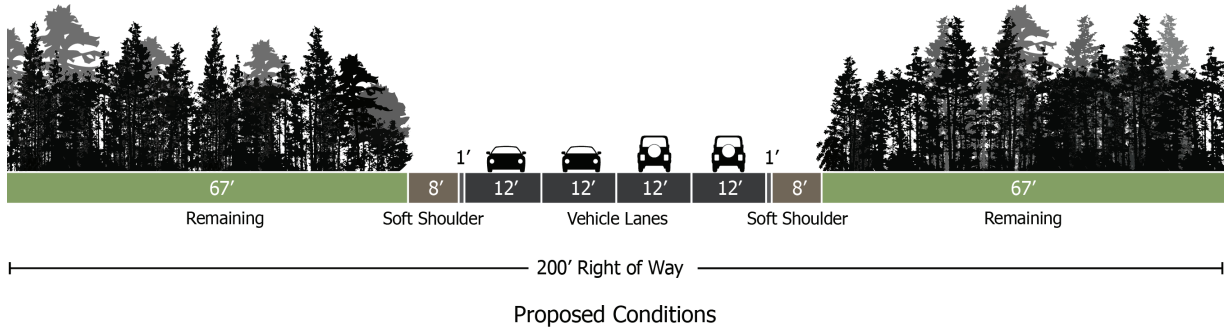 1’ 1’
67’ 8’ 12’ 12’ 12’ 12’ 8’ 67’
Remaining Soft Shoulder Vehicle Lanes Soft Shoulder Remaining
200’ Right of Way
Proposed Conditions